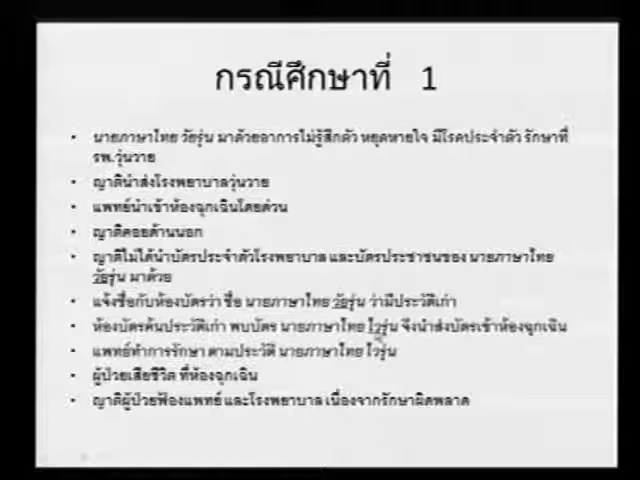 กรณีศึกษาที่ 1
• นายภาษาไทย วัยรุ่น มาด้วยอาการไม่รู้สึกตัว หยุดหายใจ มีโรคประจำตัว รักษาที่
รพ.วุ่นวาย
• ญาตินำส่งโรงพยาบาลวุ่นวาย
• แพทย์นำเข้าห้องฉุกเฉินโดยด่วน
• ญาติคอยด้านนอก
• ญาติไม่ได้นำบัตรประจำตัวโรงพยาบาล และบัตรประชาชนของ นายภาษาไทย
วัยรุ่น มาด้วย
• แจ้งชื่อกับห้องบัตรว่า ชื่อ นายภาษาไทย วัยรุ่น ว่ามีประวัติเก่า
• ห้องบัตรค้นประวัติเก่า พบบัตร นายภาษาไทย ไวรุ่น จึงนำส่งบัตรเข้าห้องฉุกเฉิน
• แพทย์ทำการรักษา ตามประวัติ นายภาษาไทย ไวรุ่น
• ผู้ป่วยเสียชีวิต ที่ห้องฉุกเฉิน
• ญาติผู้ป่วยฟ้องแพทย์ และโรงพยาบาล เนื่องจากรักษาผิดพลาด